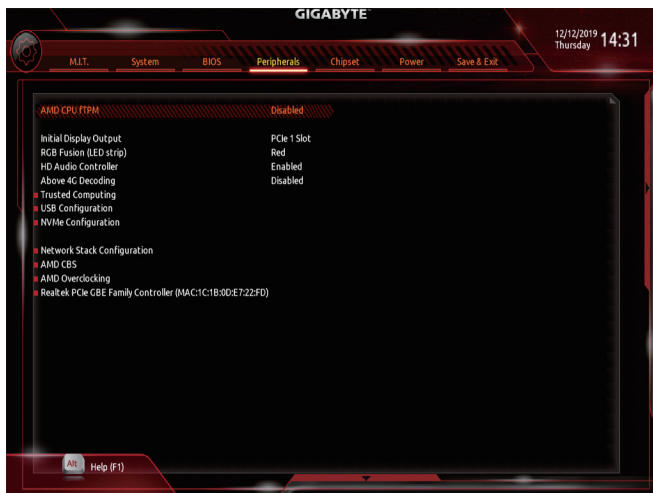 GIGABYTE™
12/12/2019
Thursday
14:31
M.I.T. System BIOS Peripherals Chipset Power Save & Exit
AMD CPU fTPM Disabled
Initial Display Output PCIe 1 Slot
RGB Fusion (LED strip) Red
HD Audio Controller Enabled
Above 4G Decoding Disabled
Trusted Computing
USB Configuration
NVMe Configuration
Network Stack Configuration
AMD CBS
AMD Overclocking
Realtek PCIe GBE Family Controller (MAC:1C:1B:0D:E7:22:FD)
Alt Help (F1)